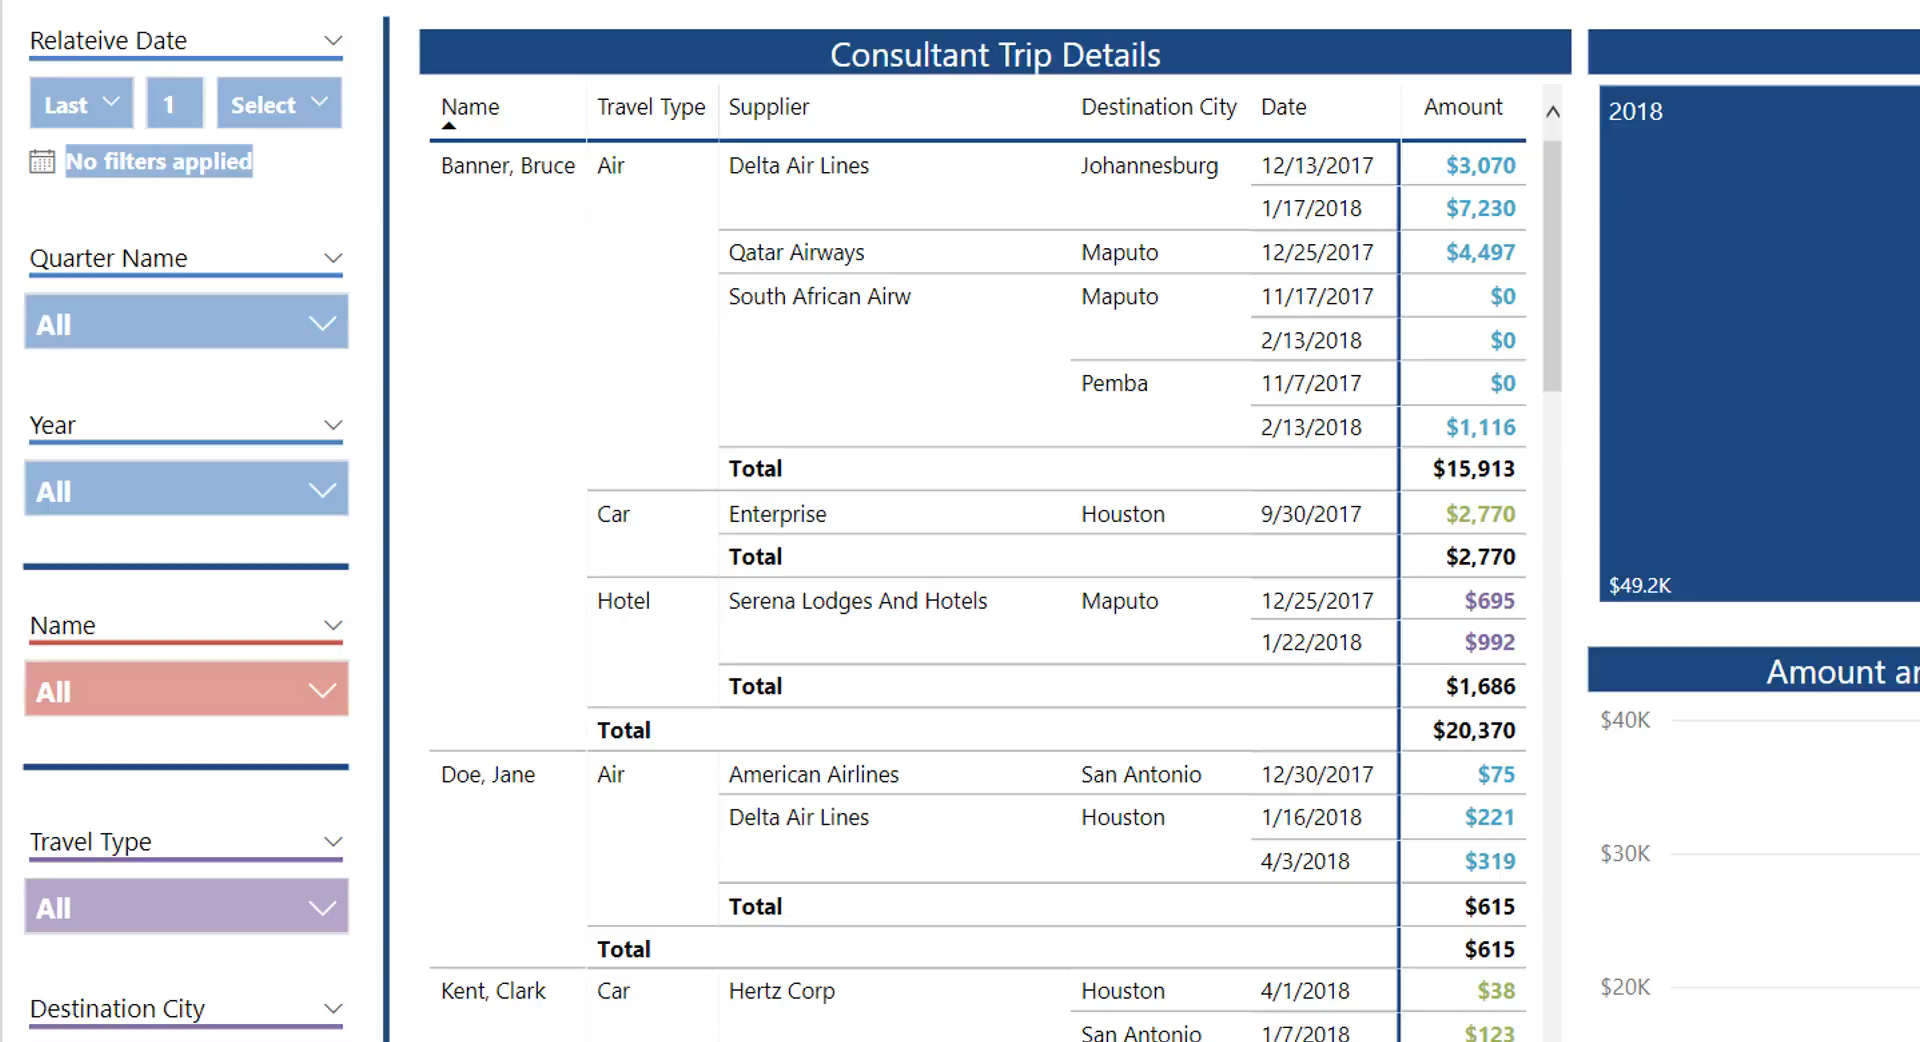 Relateive Date
Last 1 Select
No filters applied
Quarter Name
All
Year
All
Name
All
Travel Type
All
Destination City
Consultant Trip Details
Name Travel Type Supplier Destination City Date Amount
Banner, Bruce Air Delta Air Lines Johannesburg 12/13/2017 $3,070
1/17/2018 $7,230
Qatar Airways Maputo 12/25/2017 $4,497
South African Airw Maputo 11/17/2017 $0
2/13/2018 $0
Pemba 11/7/2017 $0
2/13/2018 $1,116
Total $15,913
Car Enterprise Houston 9/30/2017 $2,770
Total $2,770
Hotel Serena Lodges And Hotels Maputo 12/25/2017 $695
1/22/2018 $992
Total $1,686
Total $20,370
Doe, Jane Air American Airlines San Antonio 12/30/2017 $75
Delta Air Lines Houston 1/16/2018 $221
4/3/2018 $319
Total $615
Total $615
Kent, Clark Car Hertz Corp Houston 4/1/2018 $38
San Antonio 1/7/2018 $123
2018
$49.2K
Amount ar
$40K
$30K
$20K